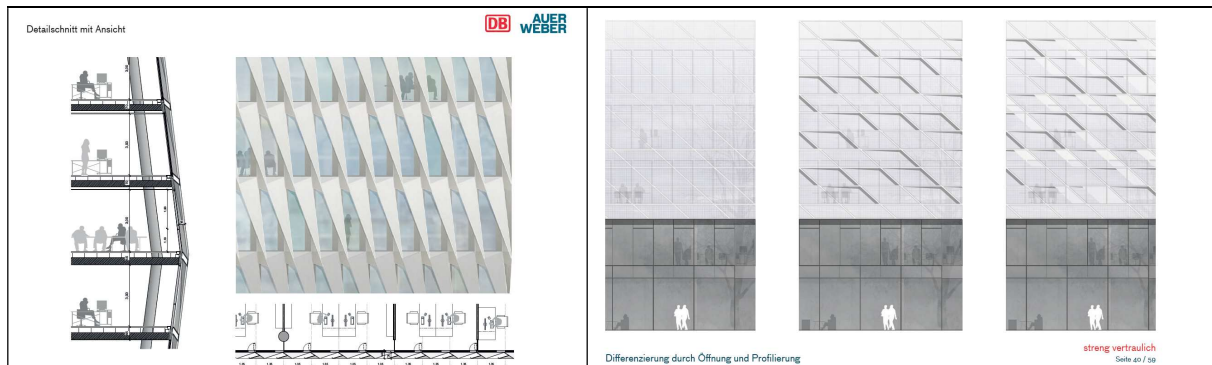 Detailschnitt mit Ansicht
DB
AUER
WEBER
Differenzierung durch Öffnung und Profilierung
streng vertraulich
Seite 40 / 59